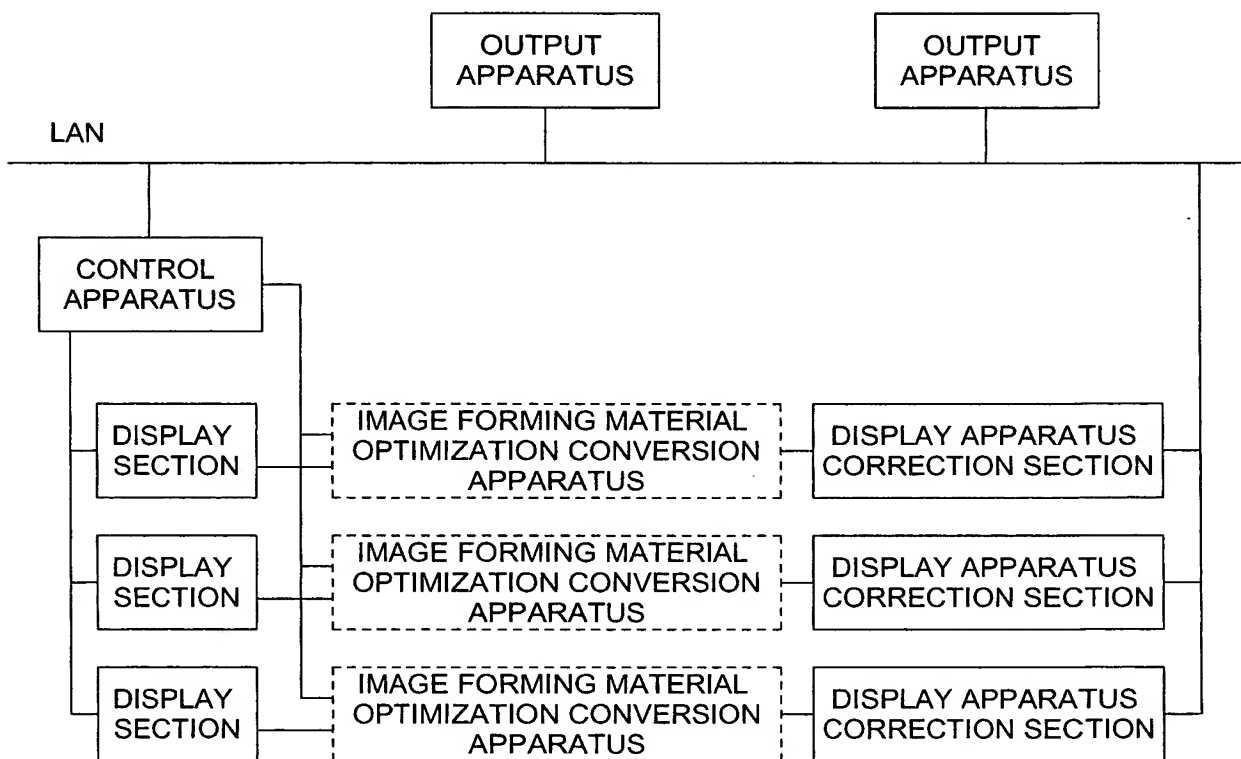 OUTPUT
APPARATUS
OUTPUT
APPARATUS
LAN
CONTROL
APPARATUS
DISPLAY
SECTION
IMAGE FORMING MATERIAL
OPTIMIZATION CONVERSION
APPARATUS
DISPLAY APPARATUS
CORRECTION SECTION
DISPLAY
SECTION
IMAGE FORMING MATERIAL
OPTIMIZATION CONVERSION
APPARATUS
DISPLAY APPARATUS
CORRECTION SECTION
DISPLAY
SECTION
IMAGE FORMING MATERIAL
OPTIMIZATION CONVERSION
APPARATUS
DISPLAY APPARATUS
CORRECTION SECTION